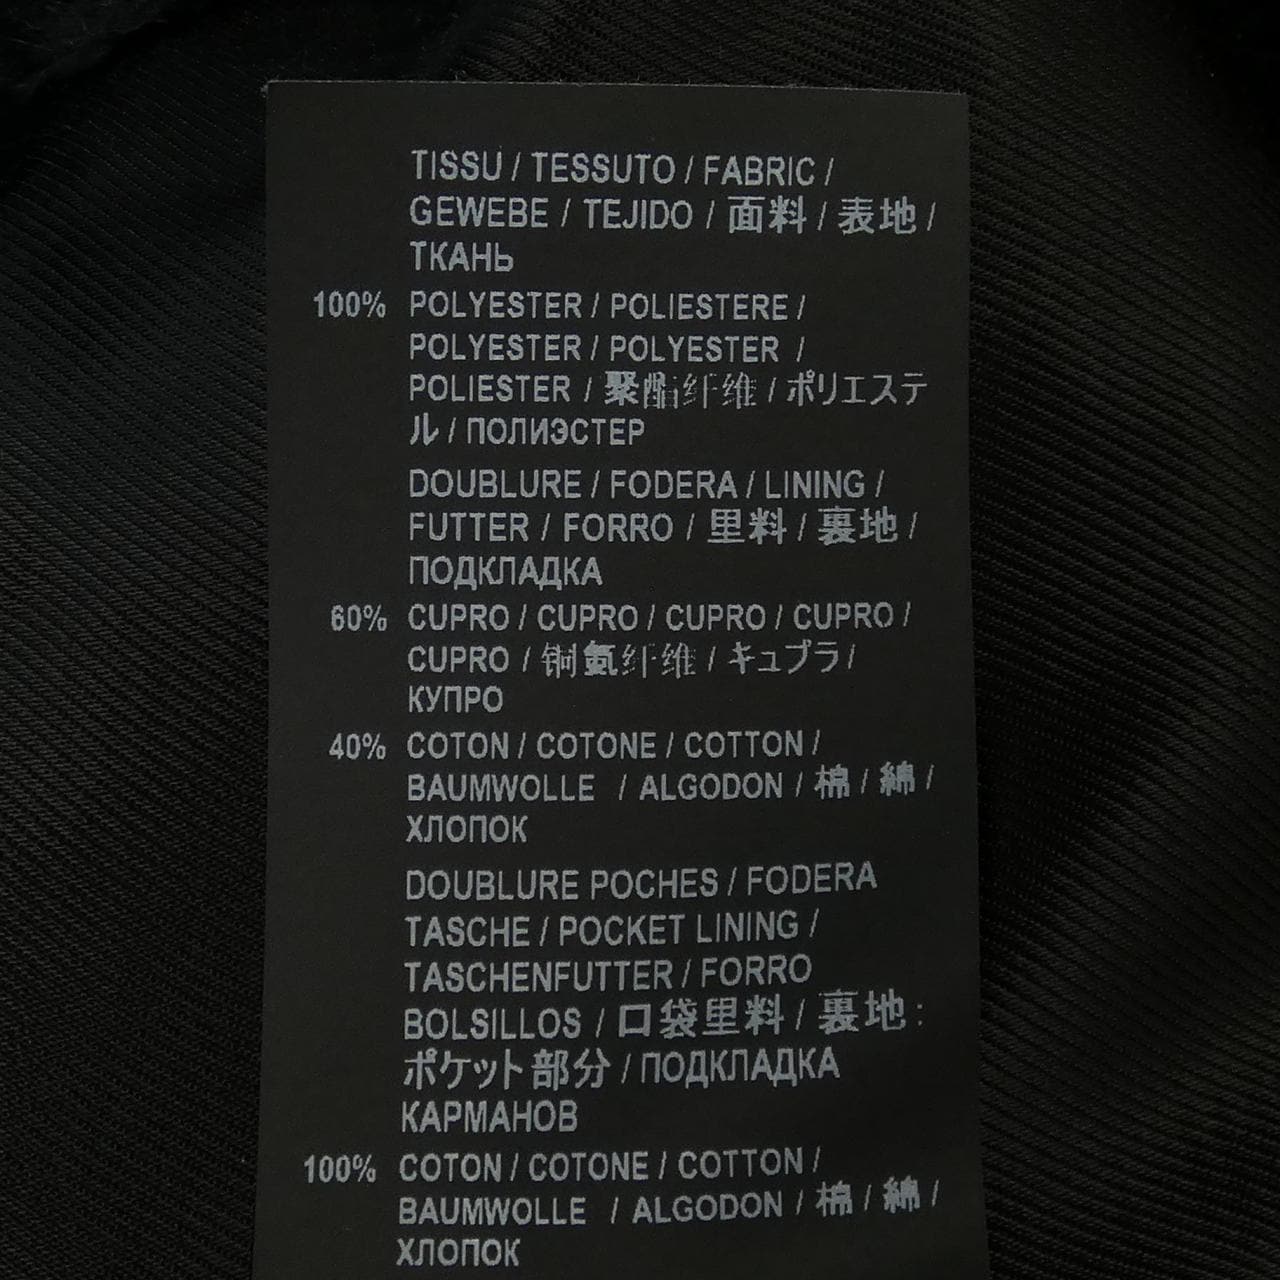 TISSU / TESSUTO / FABRIC /
GEWEBE / TEJIDO / 面料 / 表地 /
ТКАНЬ
100% POLYESTER / POLIESTERE /
POLYESTER / POLYESTER /
POLIESTER / 聚酯纤维 / ポリエステ
ル / ПОЛИЭСТЕР
DOUBLURE / FODERA / LINING /
FUTTER / FORRO / 里料 / 裏地 /
ПОДКЛАДКА
60% CUPRO / CUPRO / CUPRO / CUPRO /
CUPRO / 铜氨纤维 / キュプラ /
КУПРО
40% COTON / COTONE / COTTON /
BAUMWOLLE / ALGODON / 棉 / 綿 /
ХЛОПОК
DOUBLURE POCHES / FODERA
TASCHE / POCKET LINING /
TASCHENFUTTER / FORRO
BOLSILLOS / 口袋里料 / 裏地:
ポケット部分 / ПОДКЛАДКА
КАРМАНОВ
100% COTON / COTONE / COTTON /
BAUMWOLLE / ALGODON / 棉 / 綿 /
ХЛОПОК